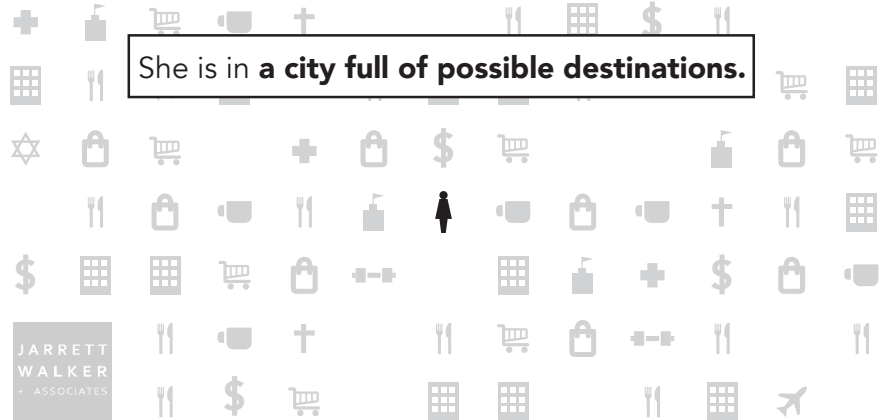 She is in a city full of possible destinations.
JARRETT
WALKER
+ ASSOCIATES